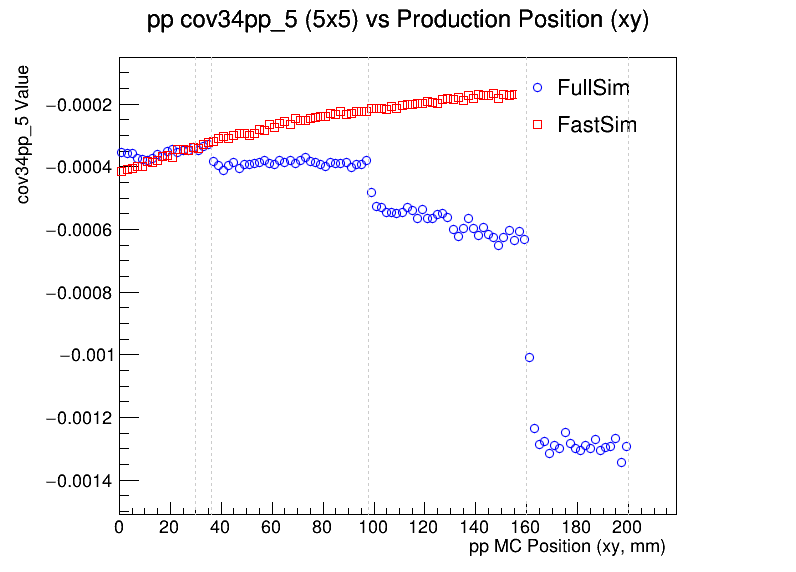 pp cov34pp_5 (5x5) vs Production Position (xy)
cov34pp_5 Value
−0.0002
−0.0004
−0.0006
−0.0008
−0.001
−0.0012
−0.0014
FullSim
FastSim
0 20 40 60 80 100 120 140 160 180 200
pp MC Position (xy, mm)